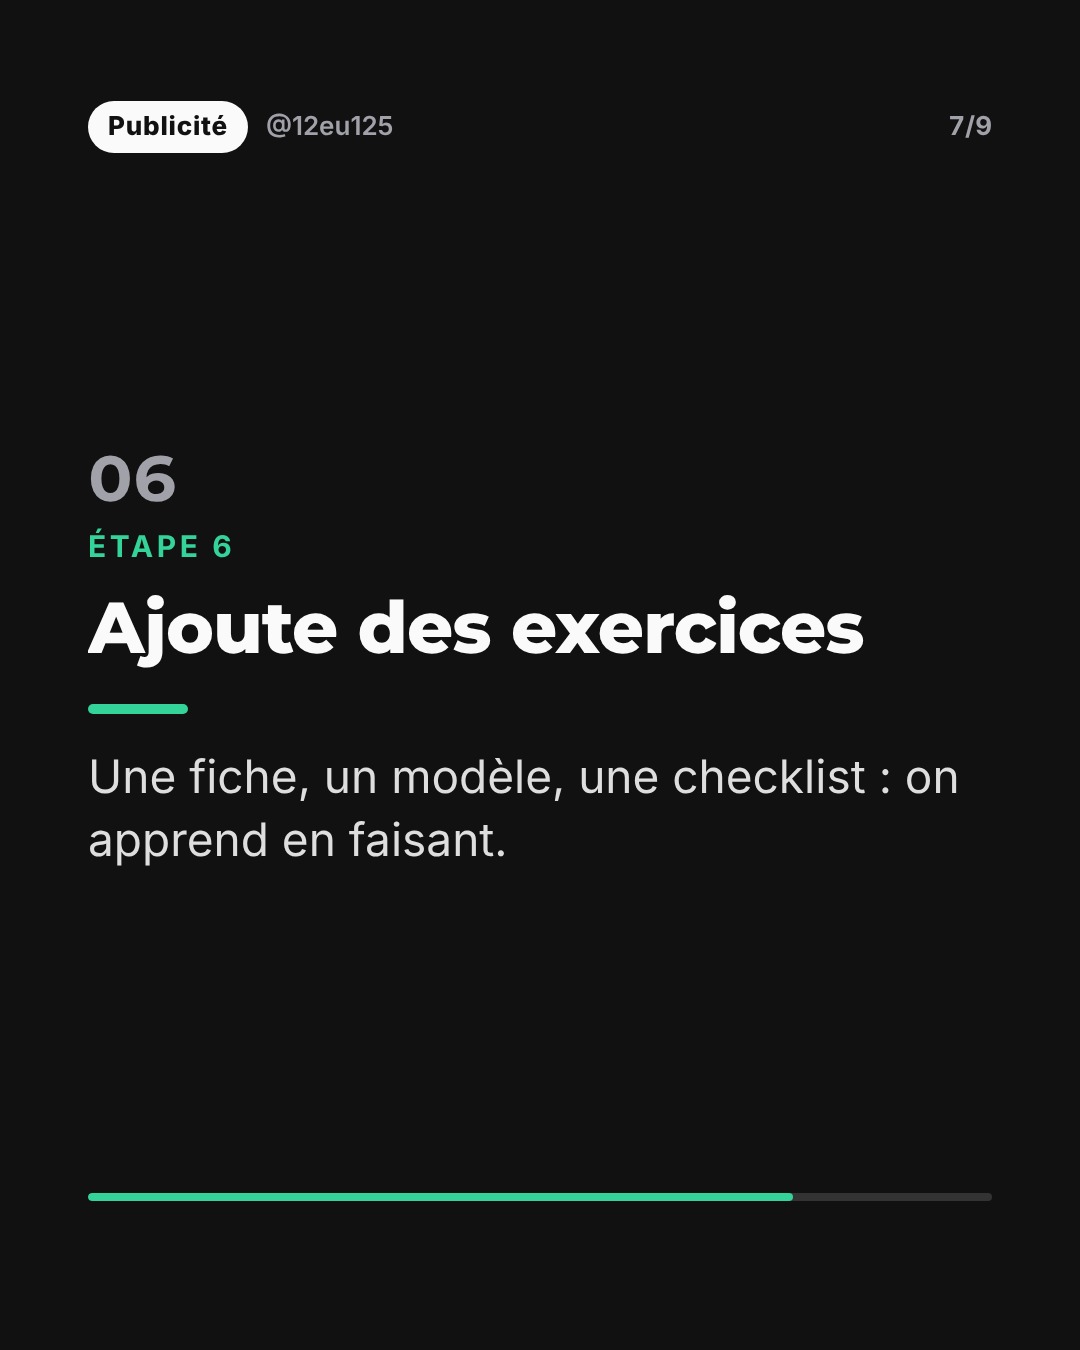 Publicité @12eu125 7/9
06
ÉTAPE 6
Ajoute des exercices
Une fiche, un modèle, une checklist : on
apprend en faisant.